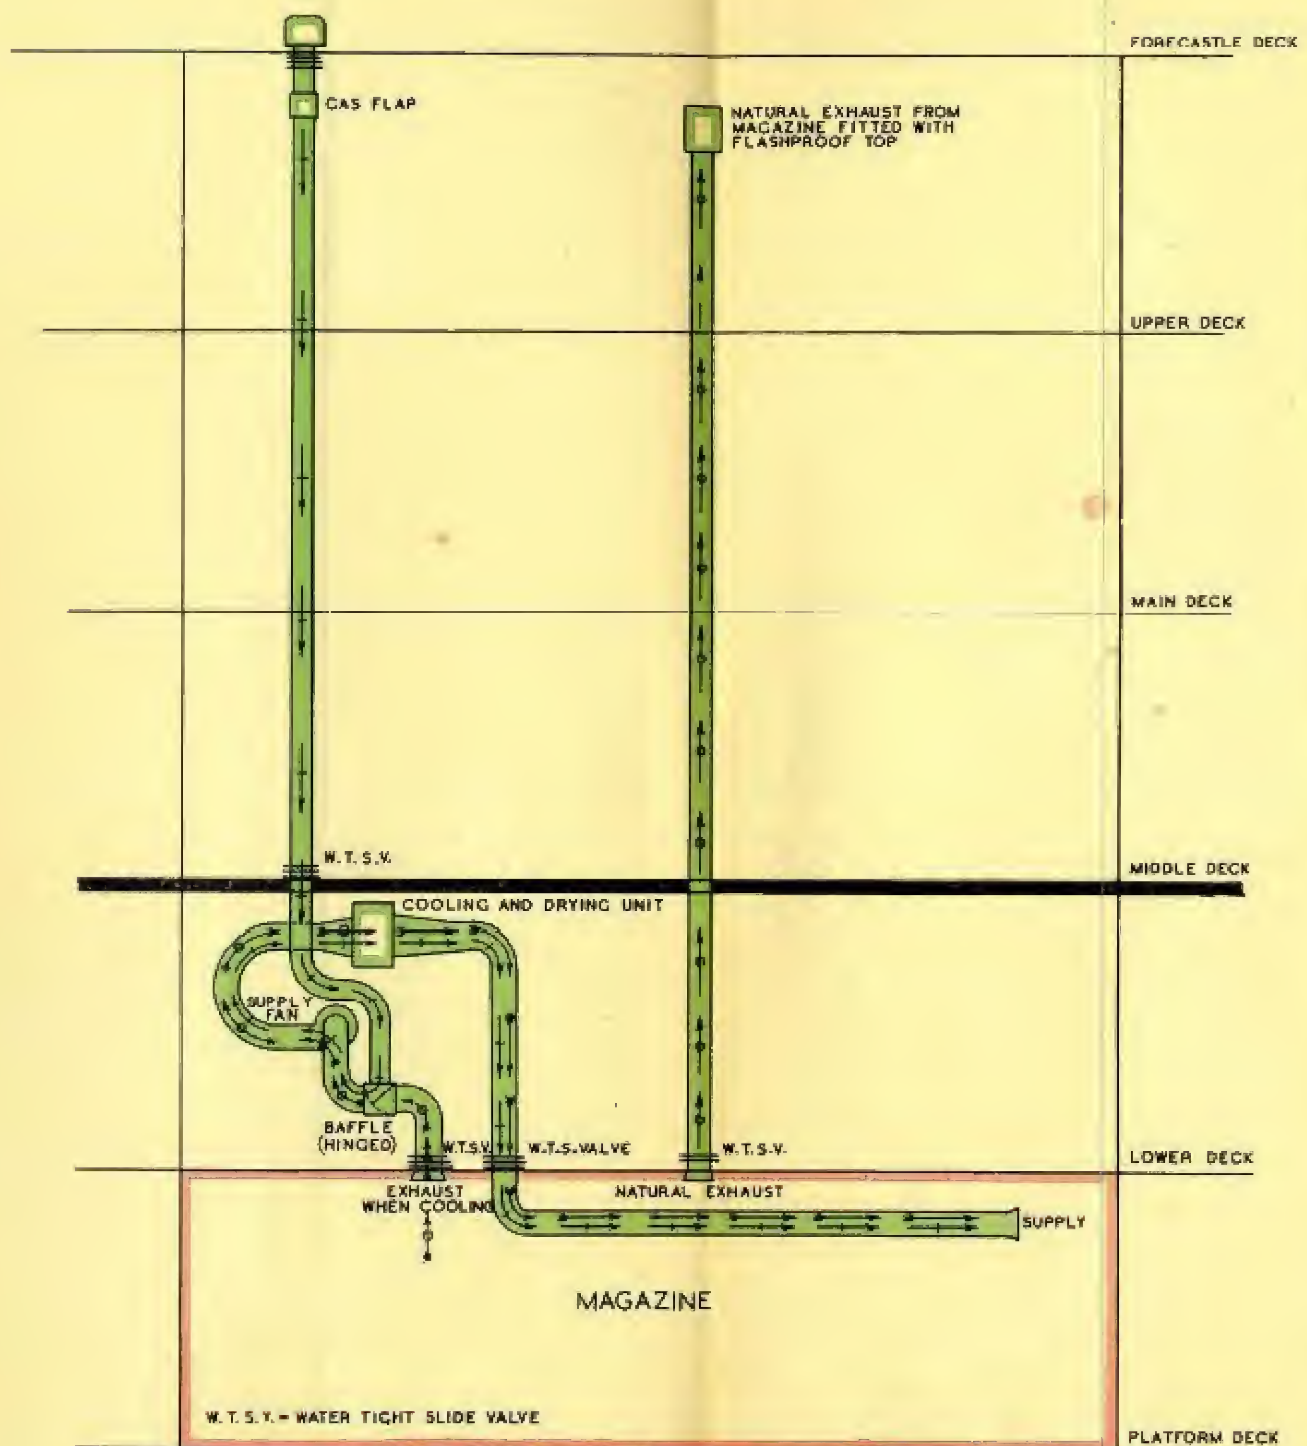 FORECASTLE DECK
GAS FLAP
NATURAL EXHAUST FROM
MAGAZINE FITTED WITH
FLASHPROOF TOP
UPPER DECK
MAIN DECK
W.T.S.V.
MIDDLE DECK
COOLING AND DRYING UNIT
SUPPLY
FAN
BAFFLE
(HINGED)
W.T.S.V.
W.T.S.VALVE
W.T.S.V.
LOWER DECK
EXHAUST
WHEN COOLING
NATURAL EXHAUST
SUPPLY
MAGAZINE
W.T.S.V. = WATER TIGHT SLIDE VALVE
PLATFORM DECK